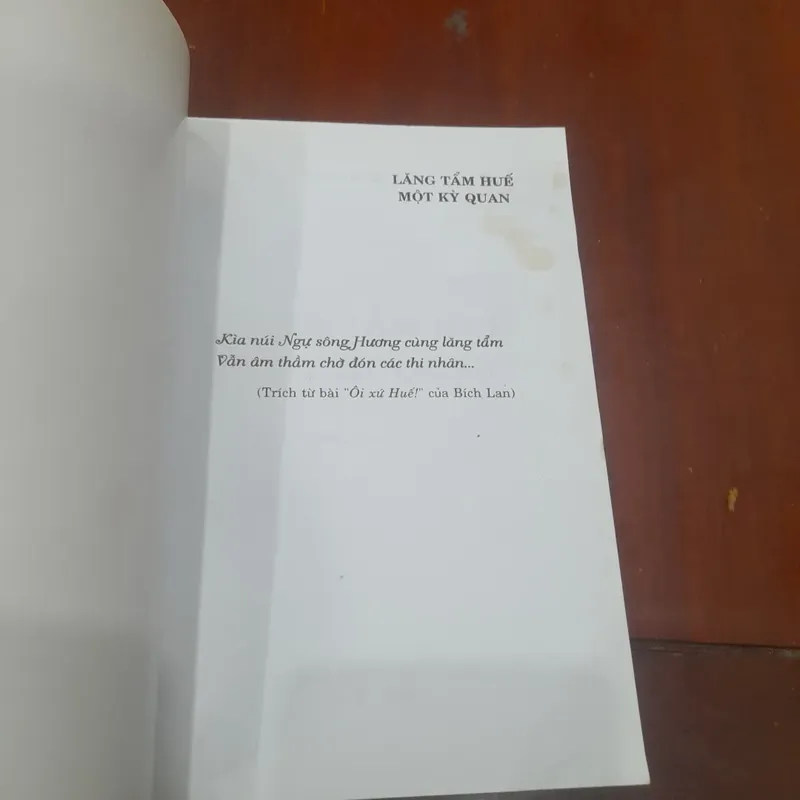 LĂNG TẨM HUẾ
MỘT KỲ QUAN
Kìa núi Ngự sông Hương cùng lăng tẩm
Vẫn âm thầm chờ đón các thi nhân...
(Trích từ bài "Ôi xứ Huế!" của Bích Lan)